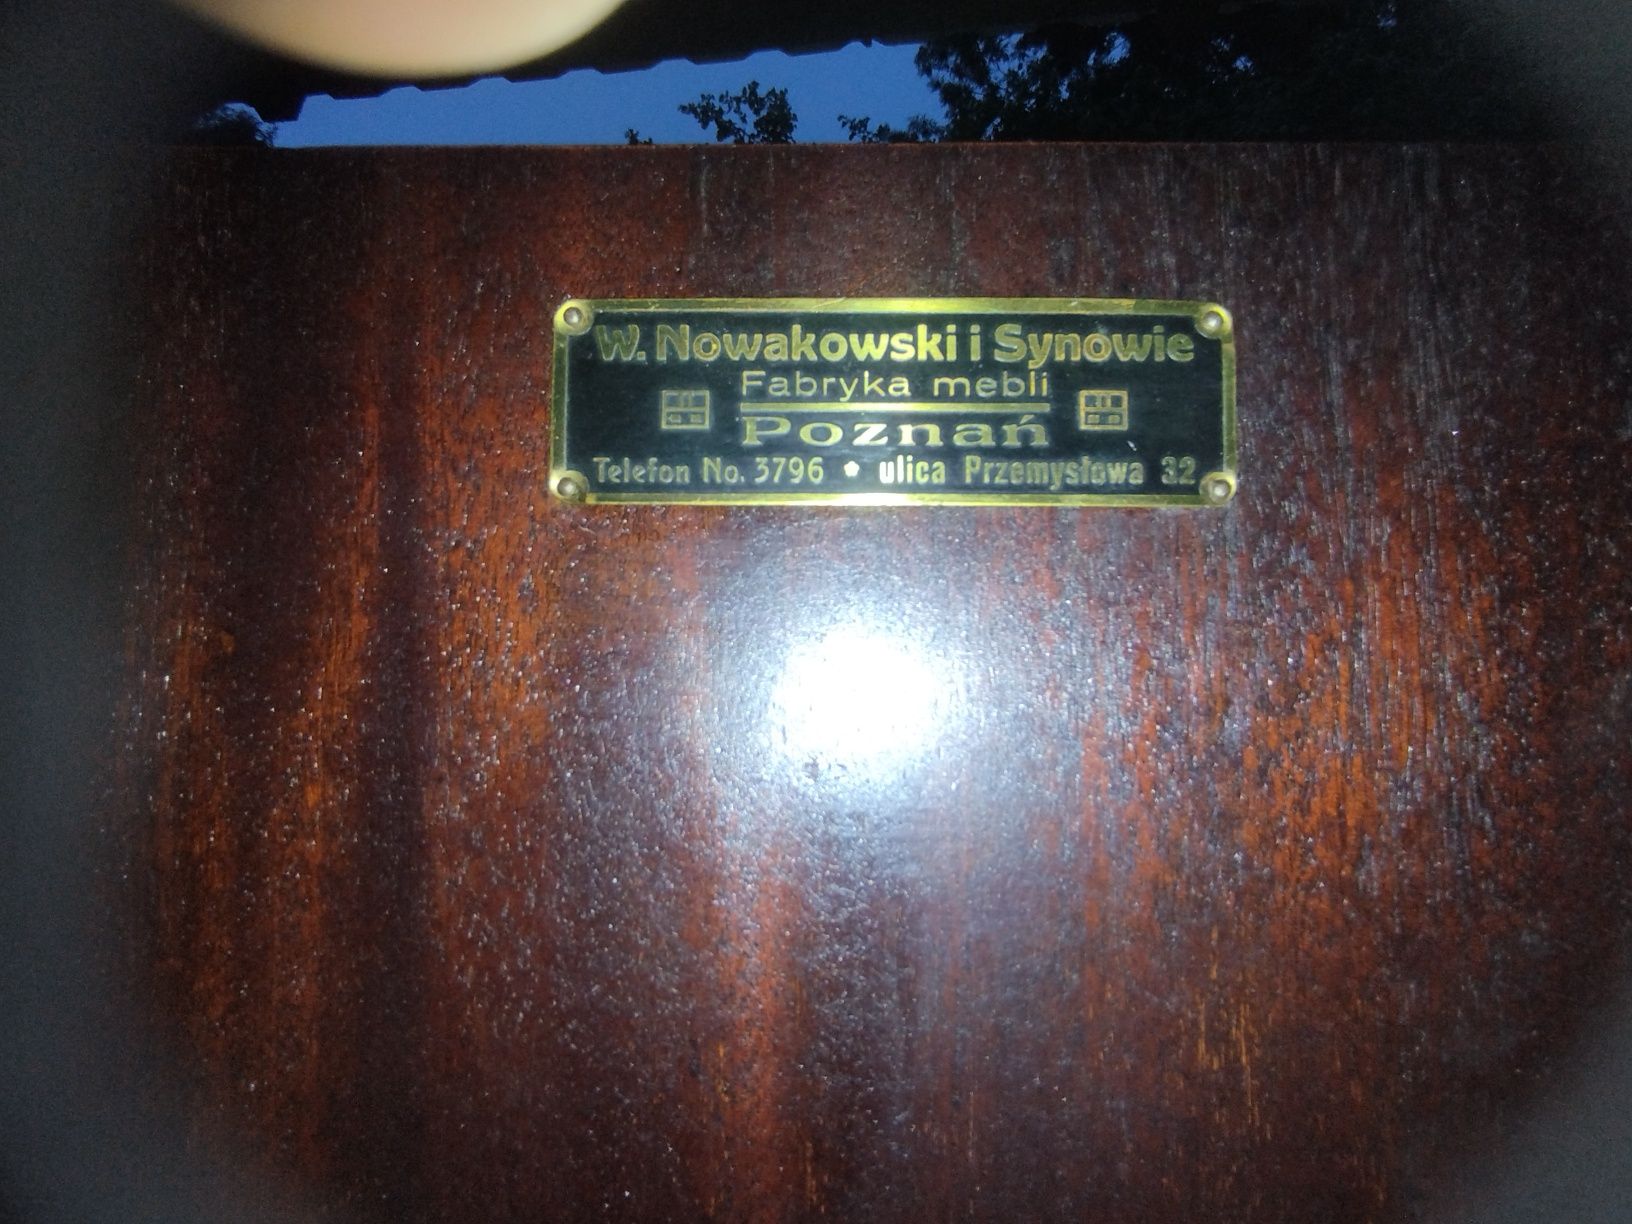 W. Nowakowski i Synowie
Fabryka mebli
Poznań
Telefon No. 3796 * ulica Przemysłowa 32